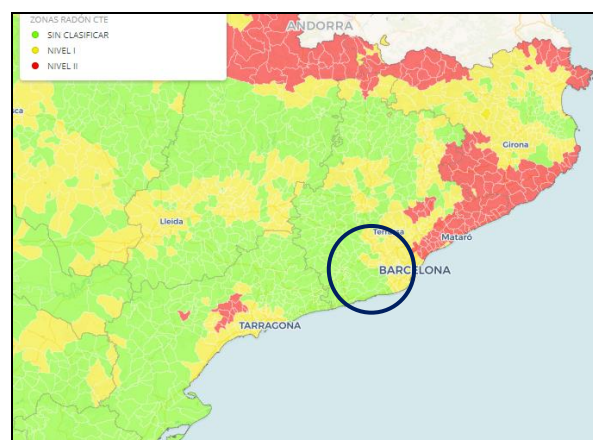 ZONAS RADÓN CTE
SIN CLASIFICAR
NIVEL I
NIVEL II
ANDORRA
Girona
Lleida
Terrassa
Mataró
BARCELONA
TARRAGONA